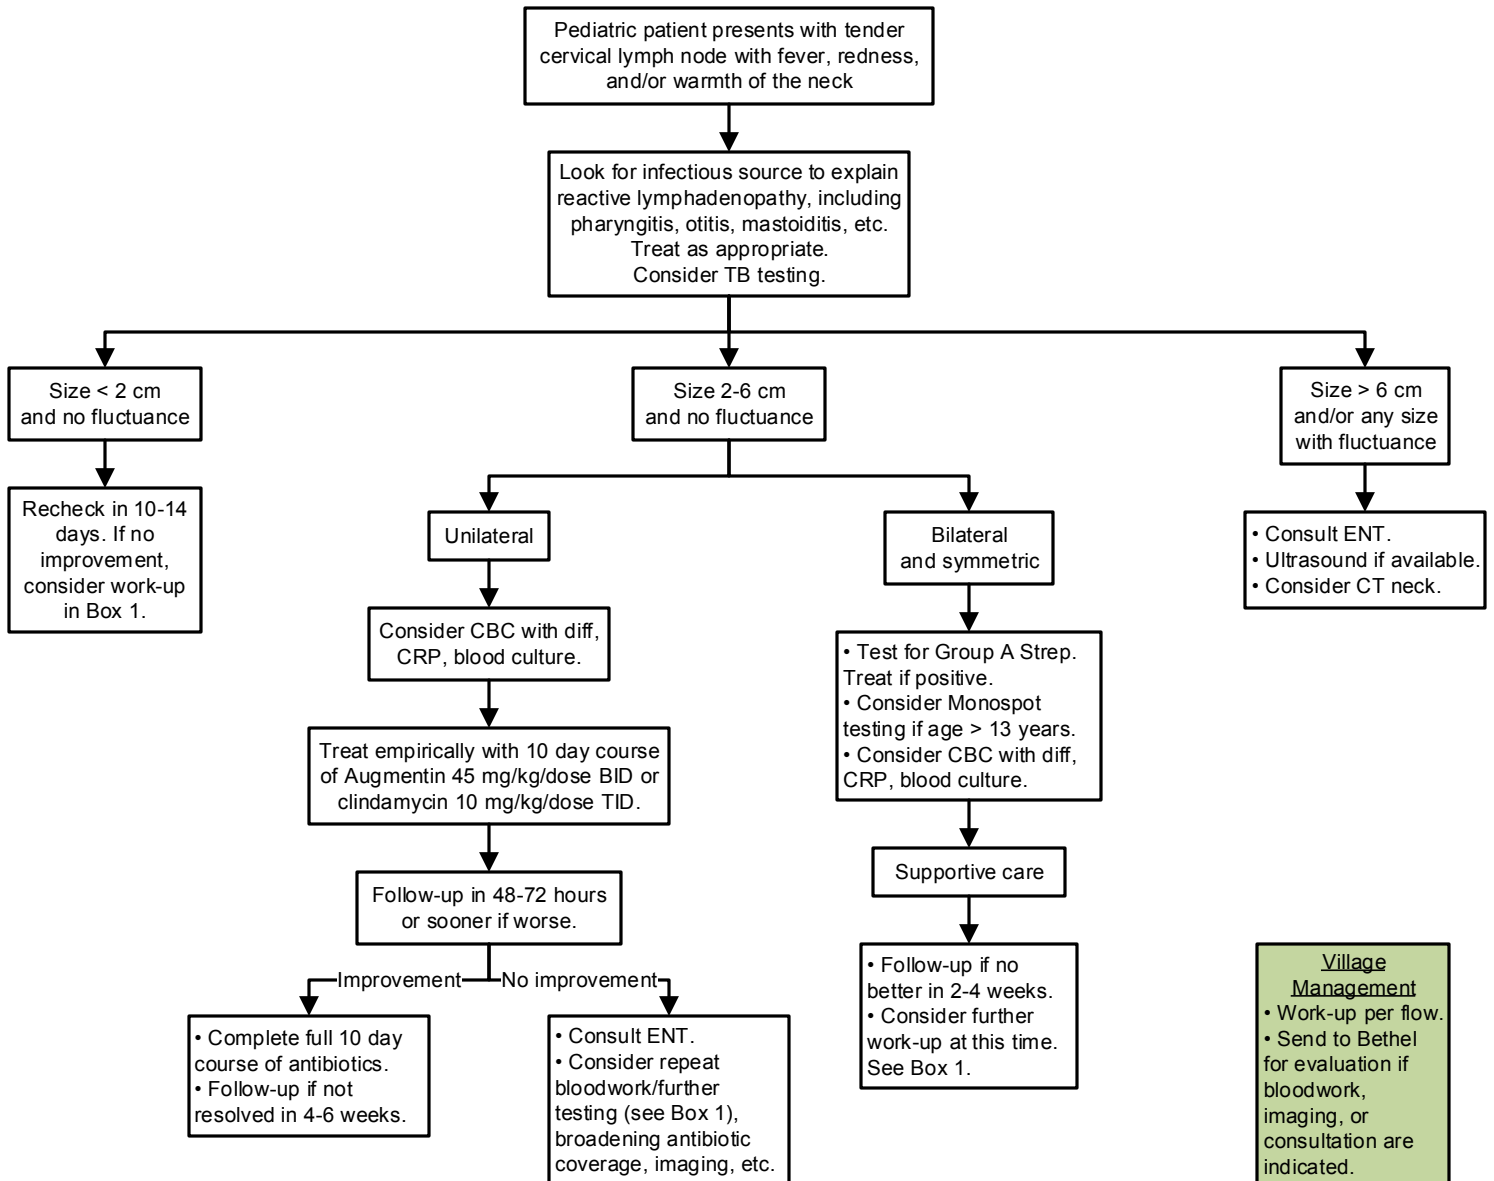 Pediatric patient presents with tender
cervical lymph node with fever, redness,
and/or warmth of the neck
Look for infectious source to explain
reactive lymphadenopathy, including
pharyngitis, otitis, mastoiditis, etc.
Treat as appropriate.
Consider TB testing.
Size < 2 cm
and no fluctuance
Recheck in 10-14
days. If no
improvement,
consider work-up
in Box 1.
Size 2-6 cm
and no fluctuance
Unilateral
Consider CBC with diff,
CRP, blood culture.
Treat empirically with 10 day course
of Augmentin 45 mg/kg/dose BID or
clindamycin 10 mg/kg/dose TID.
Follow-up in 48-72 hours
or sooner if worse.
Improvement
• Complete full 10 day
course of antibiotics.
• Follow-up if not
resolved in 4-6 weeks.
No improvement
• Consult ENT.
• Consider repeat
bloodwork/further
testing (see Box 1),
broadening antibiotic
coverage, imaging, etc.
Bilateral
and symmetric
• Test for Group A Strep.
Treat if positive.
• Consider Monospot
testing if age > 13 years.
• Consider CBC with diff,
CRP, blood culture.
Supportive care
• Follow-up if no
better in 2-4 weeks.
• Consider further
work-up at this time.
See Box 1.
Size > 6 cm
and/or any size
with fluctuance
• Consult ENT.
• Ultrasound if available.
• Consider CT neck.
Village
Management
• Work-up per flow.
• Send to Bethel
for evaluation if
bloodwork,
imaging, or
consultation are
indicated.